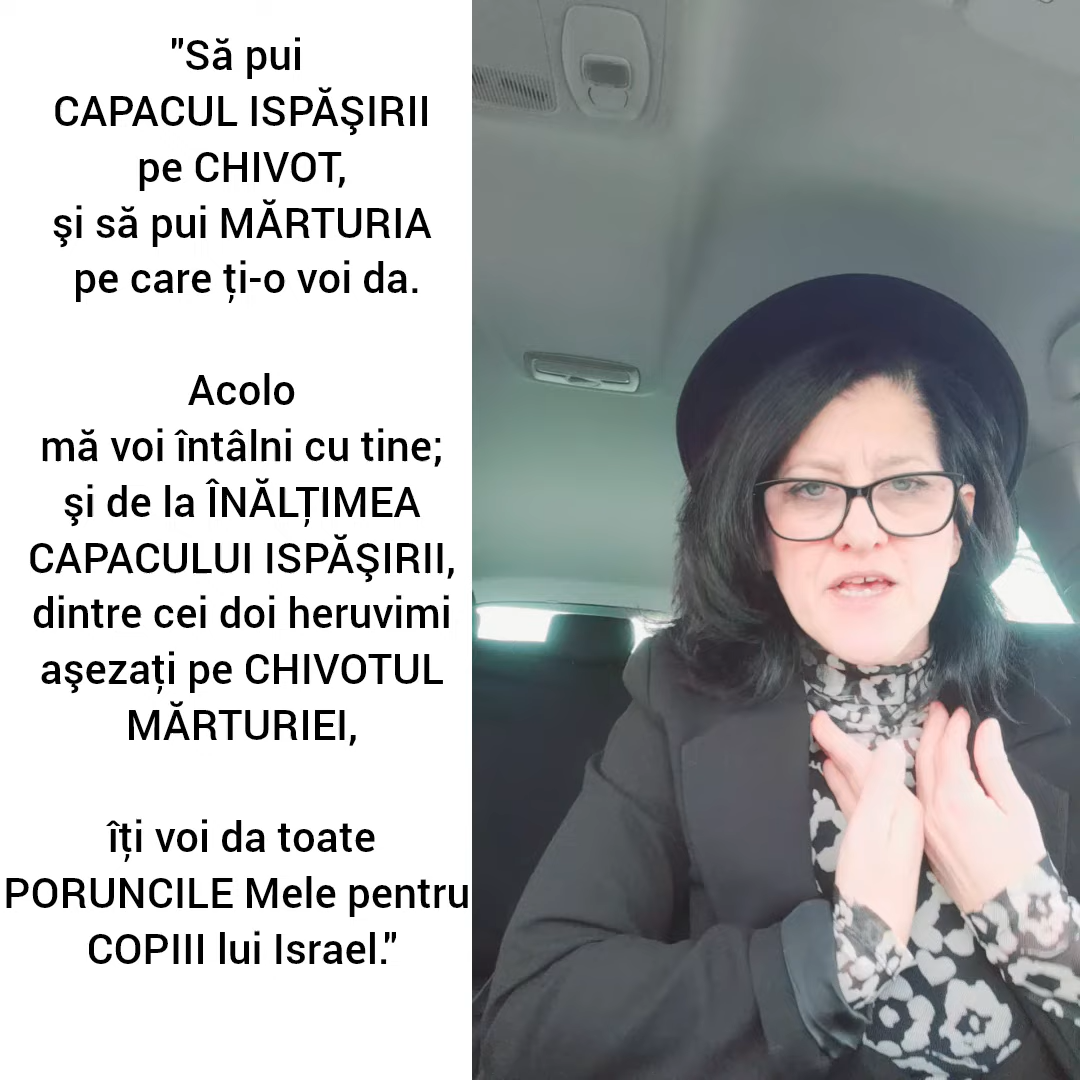 "Să pui
CAPACUL ISPĂŞIRII
pe CHIVOT,
şi să pui MĂRTURIA
pe care ți-o voi da.
Acolo
mă voi întâlni cu tine;
şi de la ÎNĂLȚIMEA
CAPACULUI ISPĂŞIRII,
dintre cei doi heruvimi
aşezați pe CHIVOTUL
MĂRTURIEI,
îți voi da toate
PORUNCILE Mele pentru
COPIII lui Israel."